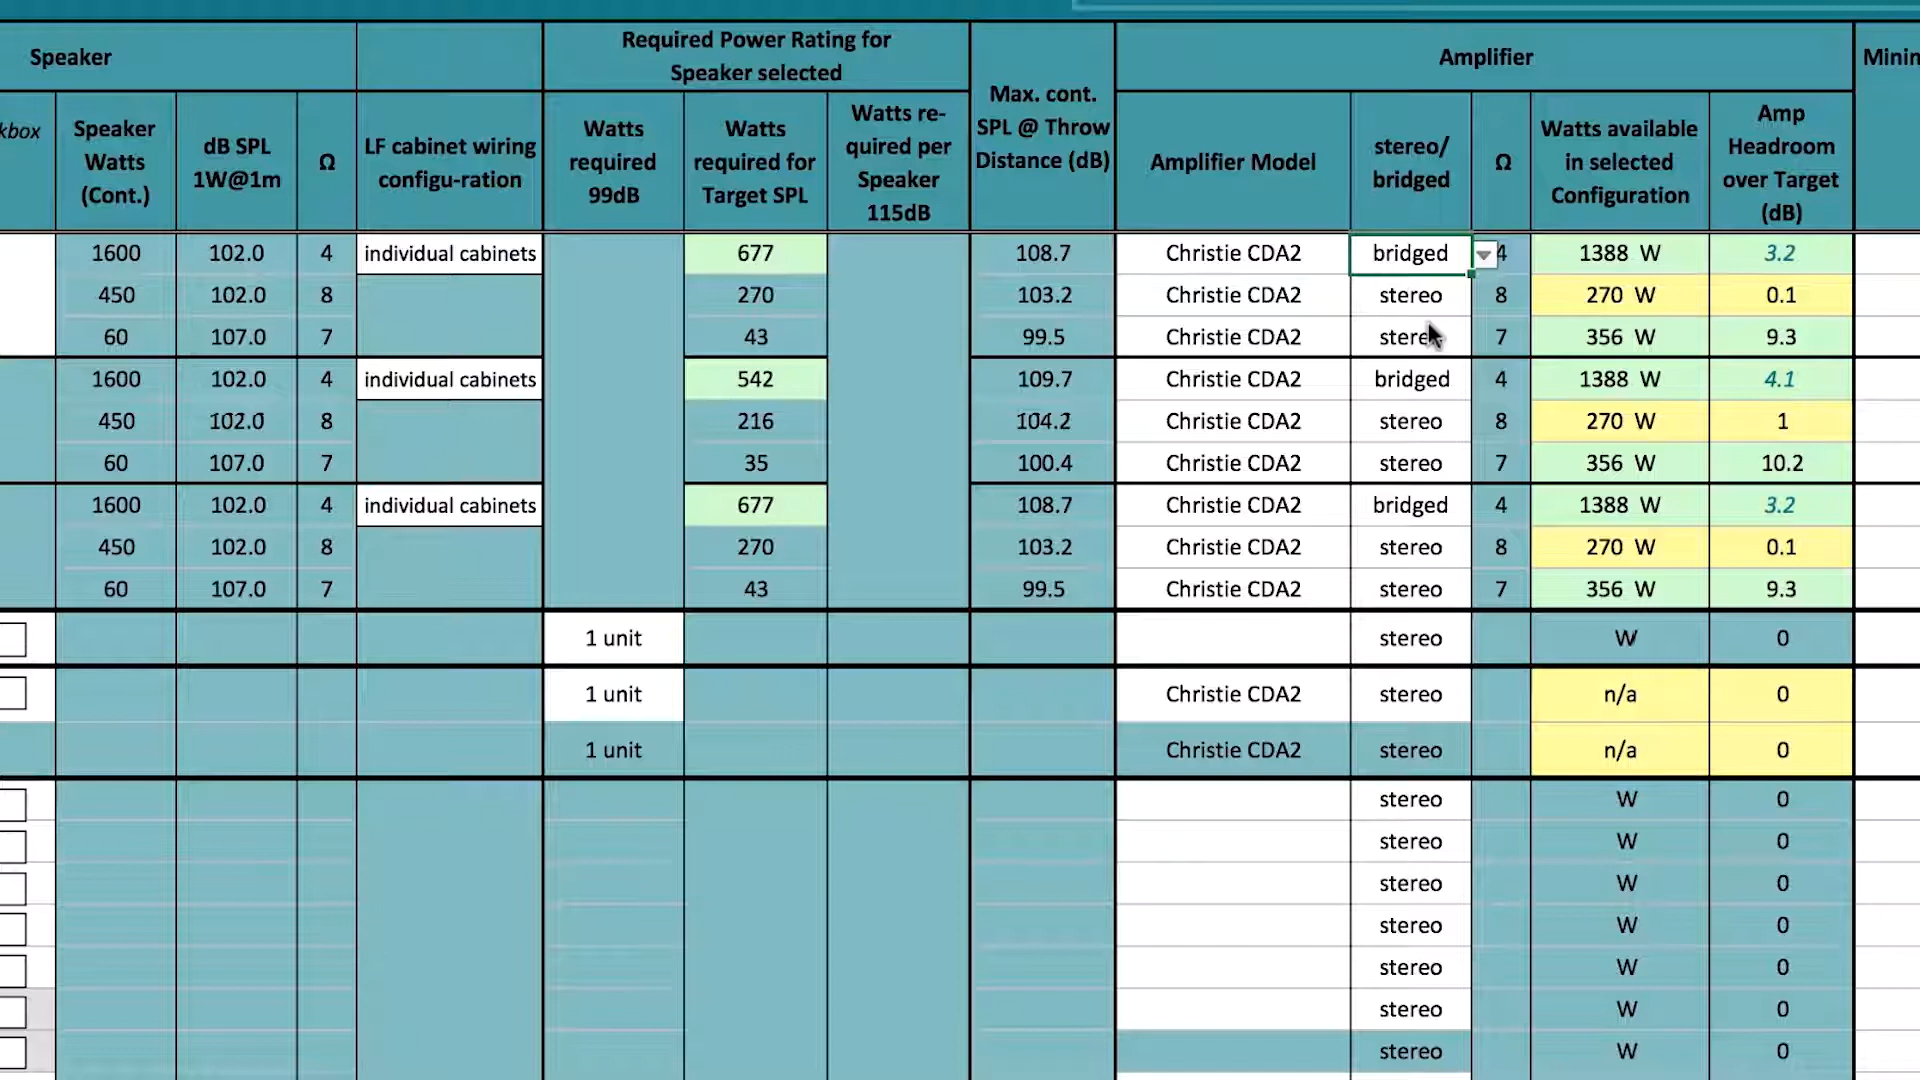 Speaker
Required Power Rating for
Speaker selected
Amplifier
kbox
Speaker
Watts
(Cont.)
dB SPL
1W@1m
Ω
LF cabinet wiring
configu-ration
Watts
required
99dB
Watts
required for
Target SPL
Watts re-
quired per
Speaker
115dB
Max. cont.
SPL @ Throw
Distance (dB)
Amplifier Model
stereo/
bridged
Ω
Watts available
in selected
Configuration
Amp
Headroom
over Target
(dB)
1600 102.0 4 individual cabinets 677 108.7 Christie CDA2 bridged 4 1388 W 3.2
450 102.0 8 270 103.2 Christie CDA2 stereo 8 270 W 0.1
60 107.0 7 43 99.5 Christie CDA2 7 356 W 9.3
1600 102.0 4 individual cabinets 542 109.7 Christie CDA2 bridged 4 1388 W 4.1
450 102.0 8 216 104.2 Christie CDA2 stereo 8 270 W 1
60 107.0 7 35 100.4 Christie CDA2 stereo 7 356 W 10.2
1600 102.0 4 individual cabinets 677 108.7 Christie CDA2 bridged 4 1388 W 3.2
450 102.0 8 270 103.2 Christie CDA2 stereo 8 270 W 0.1
60 107.0 7 43 99.5 Christie CDA2 stereo 7 356 W 9.3
1 unit stereo W 0
1 unit Christie CDA2 stereo n/a 0
1 unit Christie CDA2 stereo n/a 0
stereo W 0
stereo W 0
stereo W 0
stereo W 0
stereo W 0
stereo W 0
stereo W 0